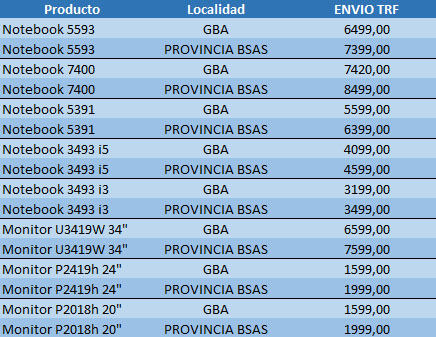 Producto Localidad ENVIO TRF
Notebook 5593 GBA 6499,00
Notebook 5593 PROVINCIA BSAS 7399,00
Notebook 7400 GBA 7420,00
Notebook 7400 PROVINCIA BSAS 8499,00
Notebook 5391 GBA 5599,00
Notebook 5391 PROVINCIA BSAS 6399,00
Notebook 3493 i5 GBA 4099,00
Notebook 3493 i5 PROVINCIA BSAS 4599,00
Notebook 3493 i3 GBA 3199,00
Notebook 3493 i3 PROVINCIA BSAS 3499,00
Monitor U3419W 34" GBA 6599,00
Monitor U3419W 34" PROVINCIA BSAS 7599,00
Monitor P2419h 24" GBA 1599,00
Monitor P2419h 24" PROVINCIA BSAS 1999,00
Monitor P2018h 20" GBA 1599,00
Monitor P2018h 20" PROVINCIA BSAS 1999,00